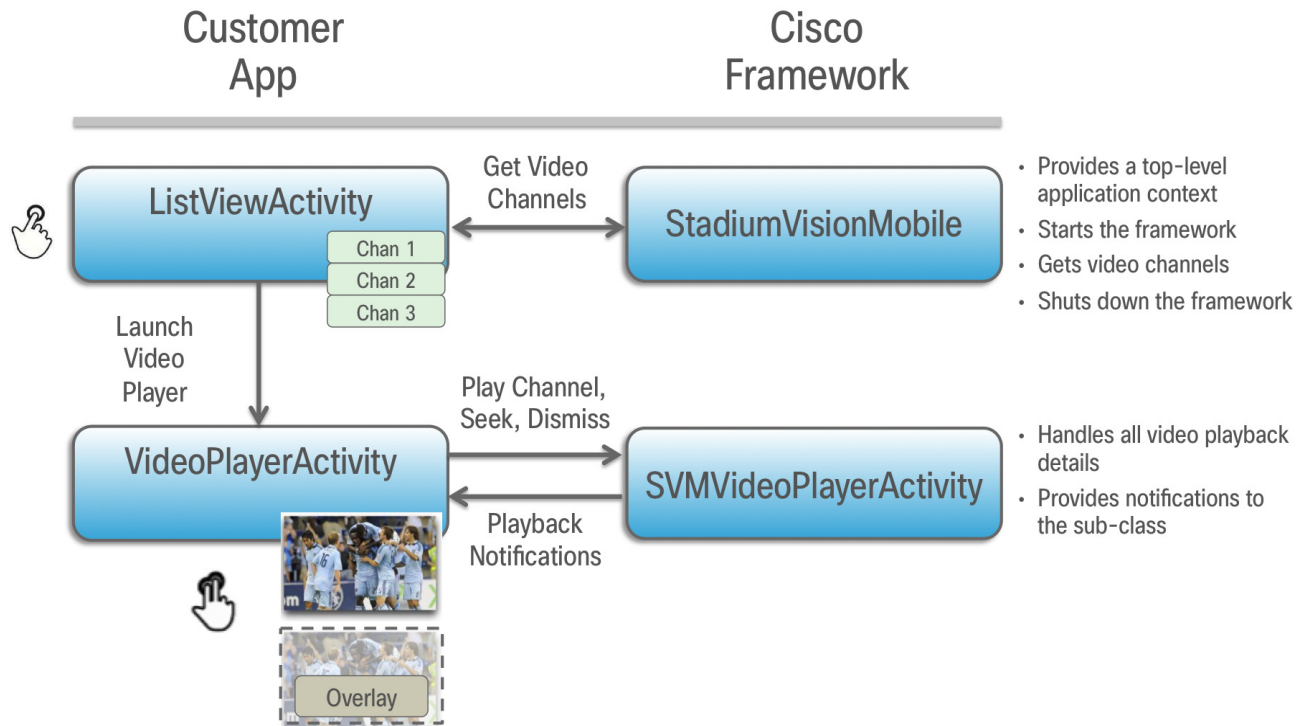 Customer
App
Cisco
Framework
ListViewActivity
Chan 1
Chan 2
Chan 3
Get Video
Channels
StadiumVisionMobile
• Provides a top-level
application context
• Starts the framework
• Gets video channels
• Shuts down the framework
Launch
Video
Player
VideoPlayerActivity
Play Channel,
Seek, Dismiss
Playback
Notifications
SVMVideoPlayerActivity
• Handles all video playback
details
• Provides notifications to
the sub-class
16
om
Overlay